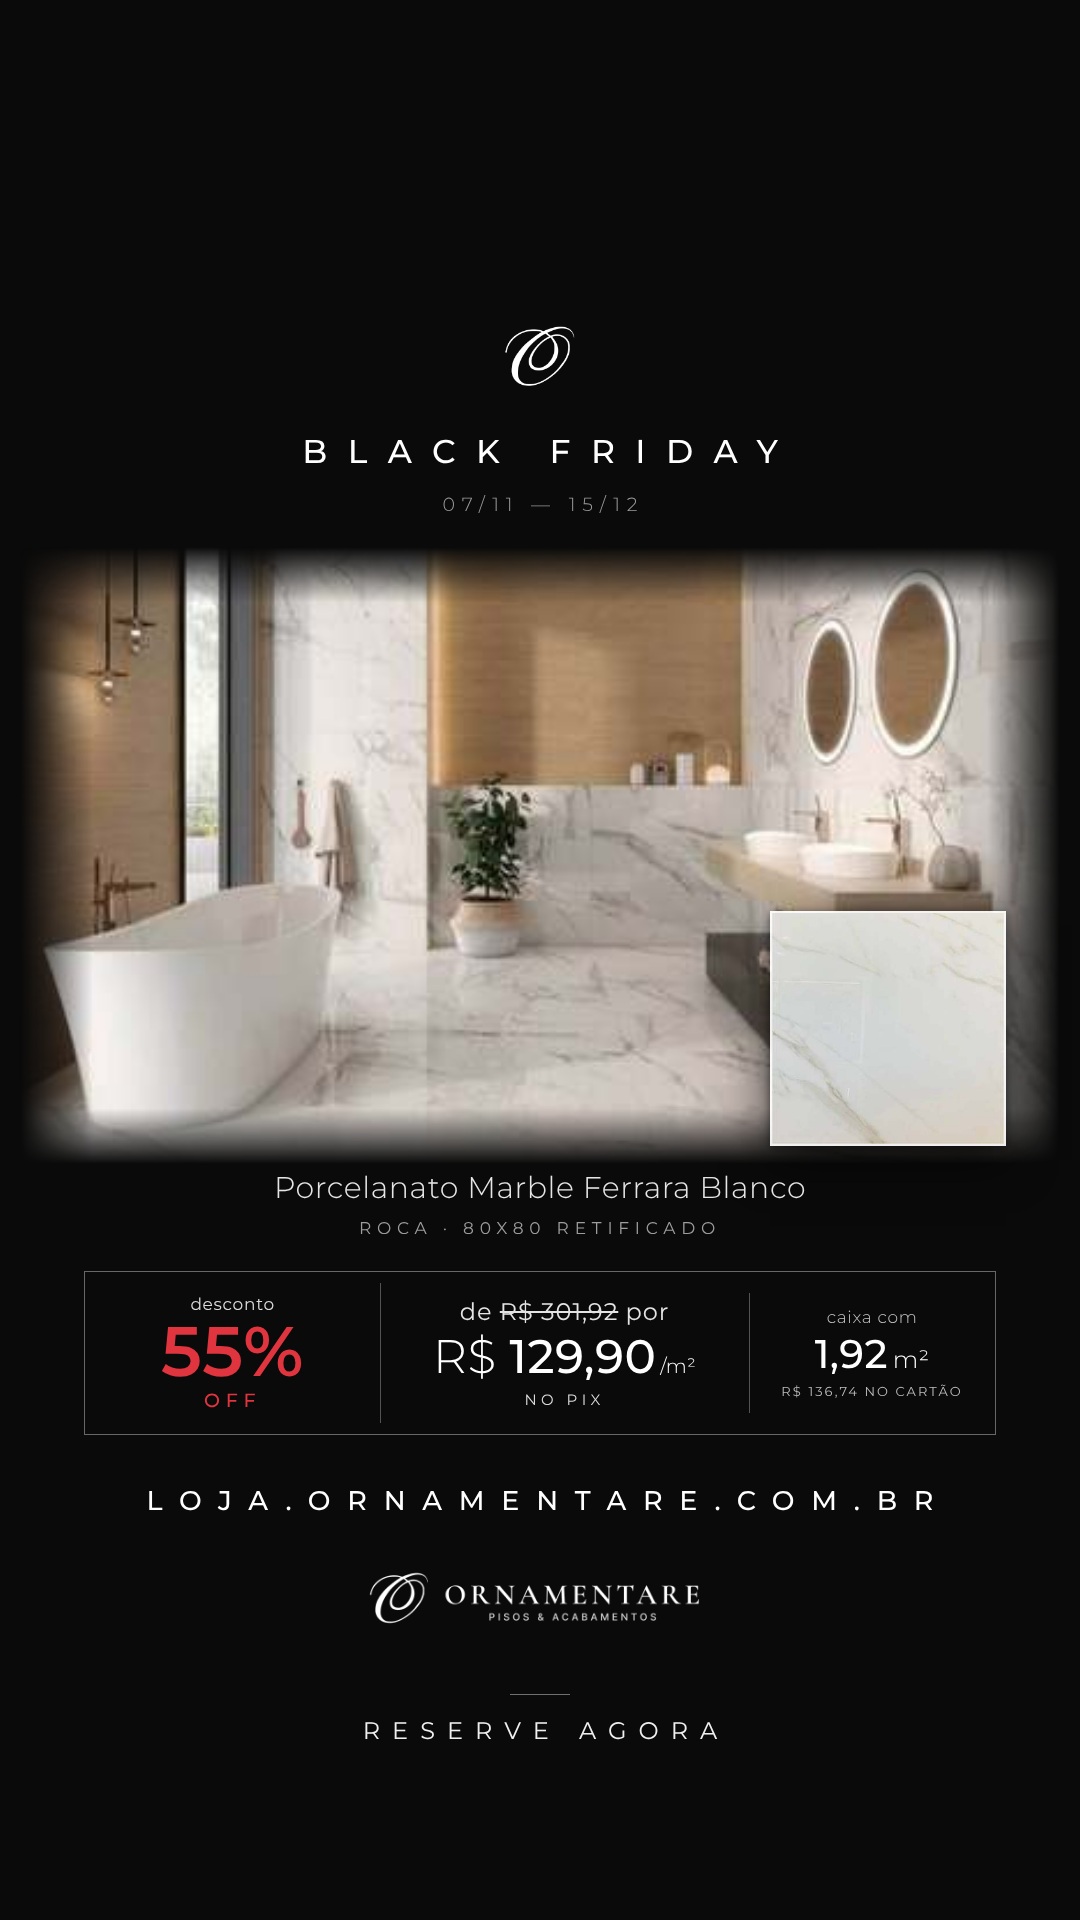 BLACK FRIDAY
07/11 — 15/12
Porcelanato Marble Ferrara Blanco
ROCA · 80X80 RETIFICADO
desconto
55%
OFF
de R$ 301,92 por
R$ 129,90 /m²
NO PIX
caixa com
1,92 m²
R$ 136,74 NO CARTÃO
LOJA.ORNAMENTARE.COM.BR
O ORNAMENTARE
PISOS & ACABAMENTOS
RESERVE AGORA